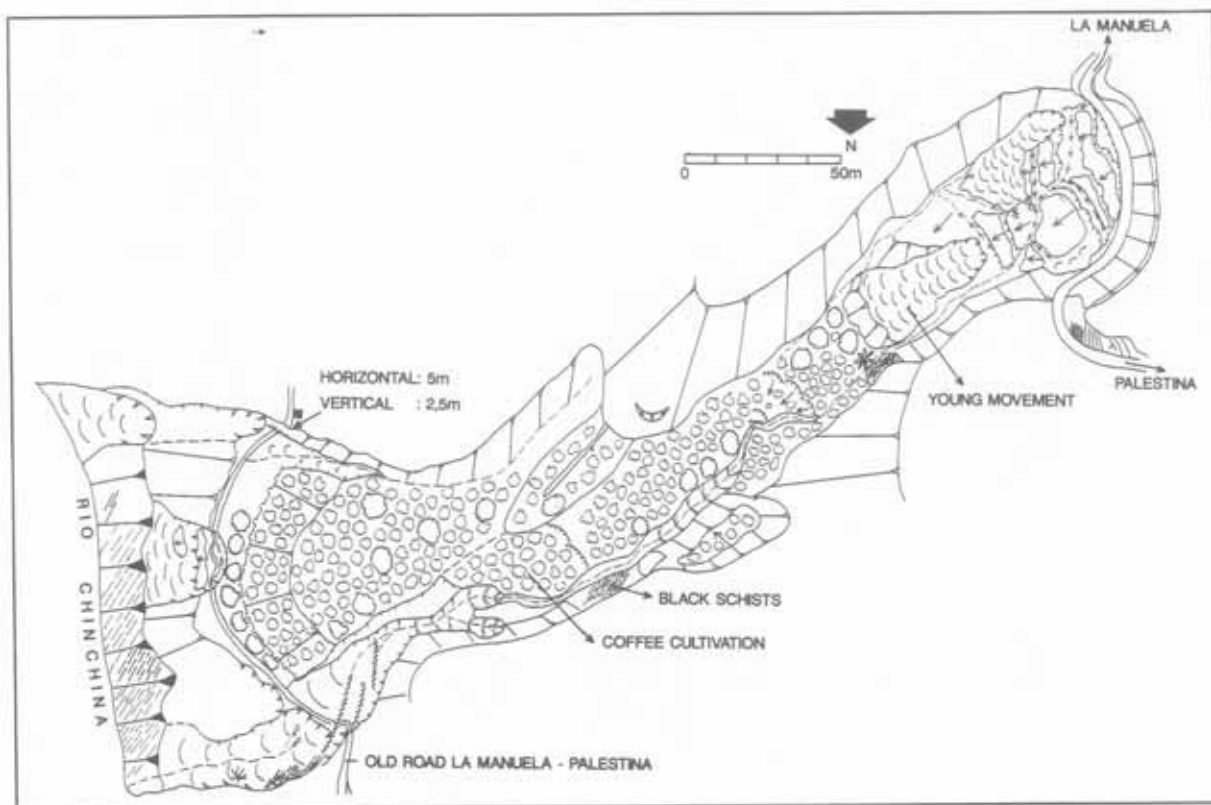 LA MANUELA
N
0 50m
PALESTINA
YOUNG MOVEMENT
HORIZONTAL: 5m
VERTICAL : 2,5m
RIO CHINCHINA
BLACK SCHISTS
COFFEE CULTIVATION
OLD ROAD LA MANUELA - PALESTINA